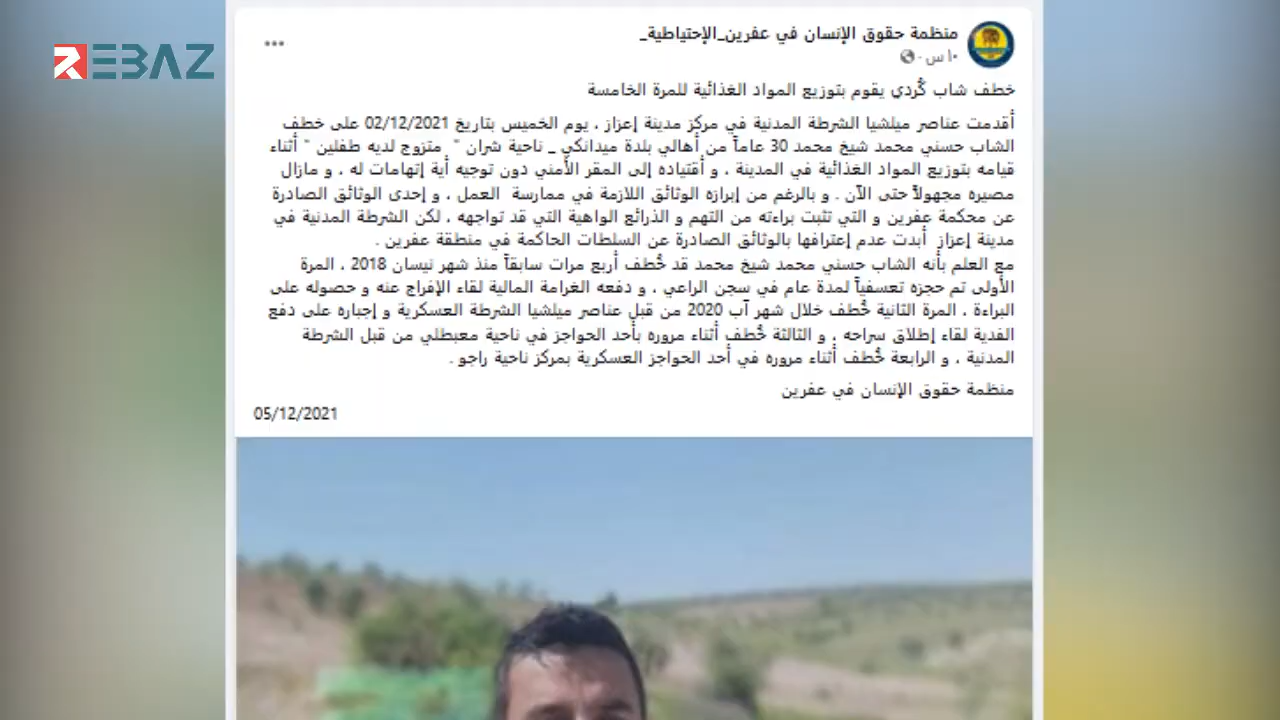 REBAZ
منظمة حقوق الإنسان في عفرين_الإحتياطية_
١٠ س ·
خطف شاب كُردي يقوم بتوزيع المواد الغذائية للمرة الخامسة
أقدمت عناصر ميلشيا الشرطة المدنية في مركز مدينة إعزاز ، يوم الخميس بتاريخ 02/12/2021 على خطف
الشاب حسني محمد شيخ محمد 30 عاماً من أهالي بلدة ميدانكي _ ناحية شران " متزوج لديه طفلين " أثناء
قيامه بتوزيع المواد الغذائية في المدينة ، و أقتياده إلى المقر الأمني دون توجيه أية إتهامات له ، و مازال
مصيره مجهولاً حتى الآن . و بالرغم من إبرازه الوثائق اللازمة في ممارسة العمل ، و إحدى الوثائق الصادرة
عن محكمة عفرين و التي تثبت براءته من التهم و الذرائع الواهية التي قد تواجهه ، لكن الشرطة المدنية في
مدينة إعزاز أبدت عدم إعترافها بالوثائق الصادرة عن السلطات الحاكمة في منطقة عفرين .
مع العلم بأنه الشاب حسني محمد شيخ محمد قد خُطف أربع مرات سابقاً منذ شهر نيسان 2018 ، المرة
الأولى تم حجزه تعسفياً لمدة عام في سجن الراعي ، و دفعه الغرامة المالية لقاء الإفراج عنه و حصوله على
البراءة ، المرة الثانية خُطف خلال شهر آب 2020 من قبل عناصر ميلشيا الشرطة العسكرية و إجباره على دفع
الفدية لقاء إطلاق سراحه ، و الثالثة خُطف أثناء مروره بأحد الحواجز في ناحية معبطلي من قبل الشرطة
المدنية ، و الرابعة خُطف أثناء مروره في أحد الحواجز العسكرية بمركز ناحية راجو .
منظمة حقوق الإنسان في عفرين
05/12/2021